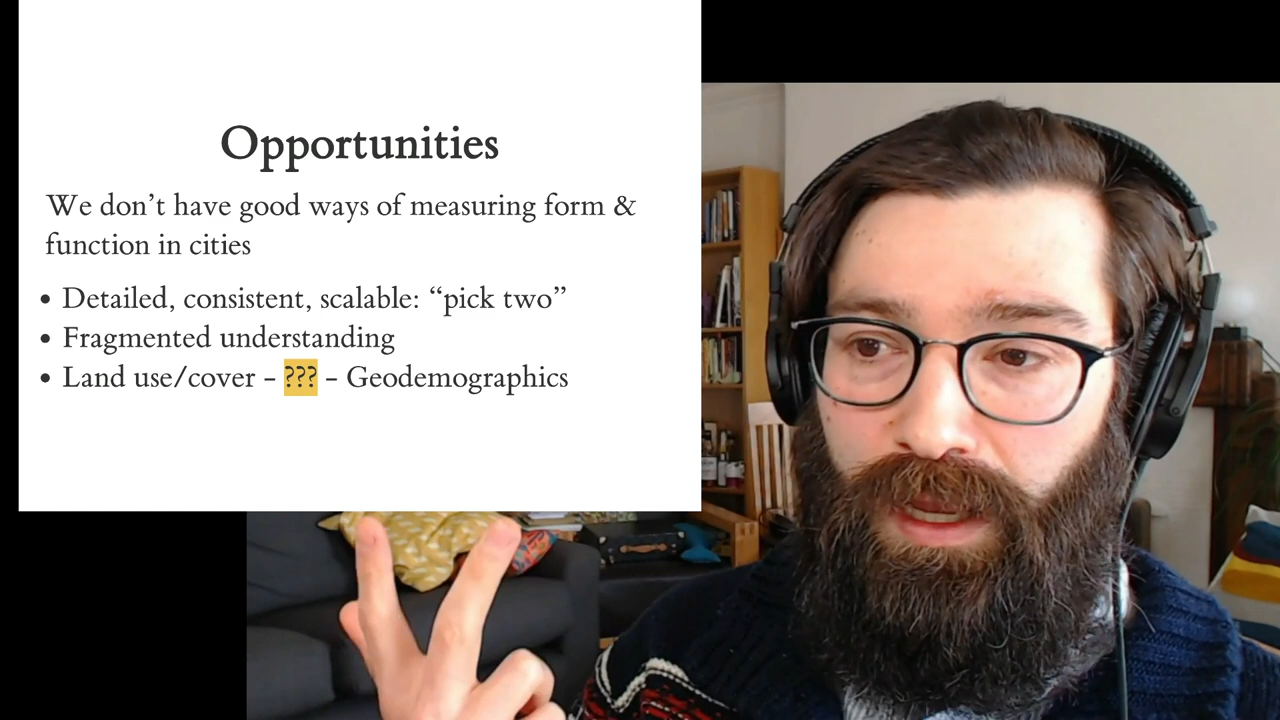 Opportunities
We don’t have good ways of measuring form &
function in cities
• Detailed, consistent, scalable: “pick two”
• Fragmented understanding
• Land use/cover – ??? – Geodemographics